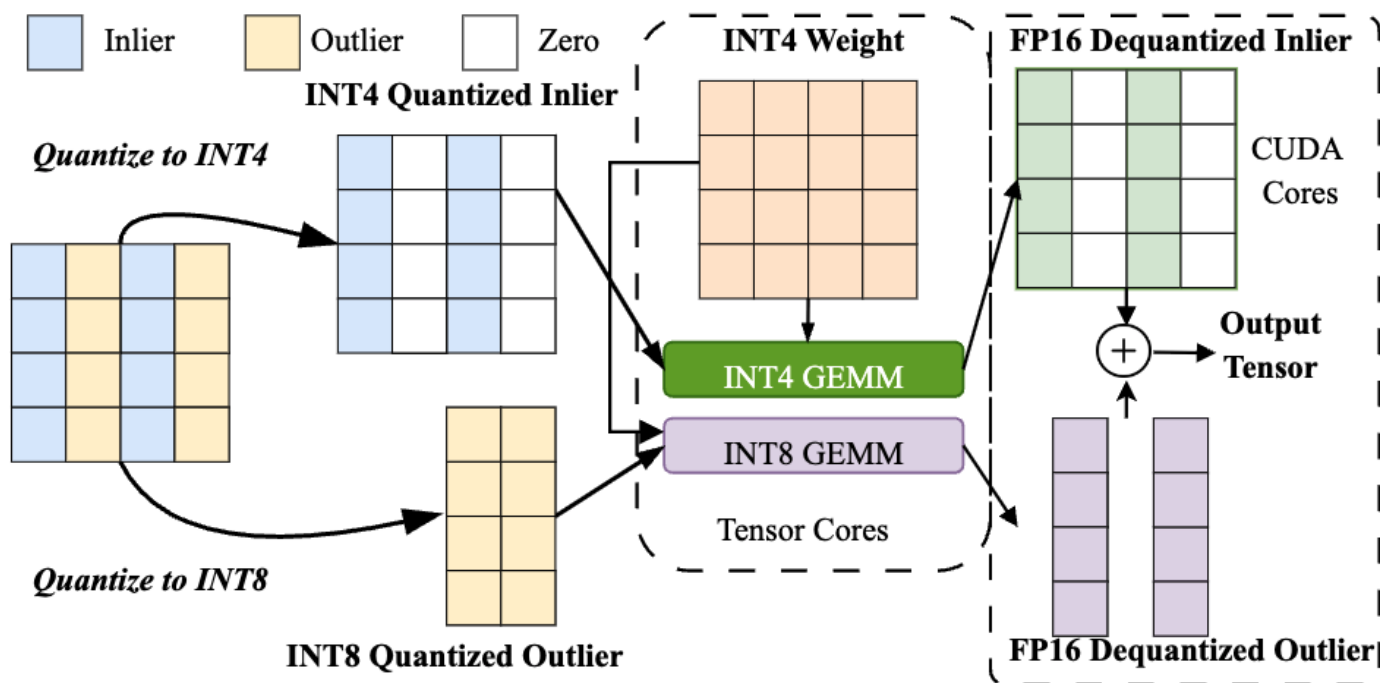 Inlier
Outlier
Zero
INT4 Quantized Inlier
INT4 Weight
FP16 Dequantized Inlier
Quantize to INT4
CUDA
Cores
+
Output
Tensor
INT4 GEMM
INT8 GEMM
Tensor Cores
Quantize to INT8
INT8 Quantized Outlier
FP16 Dequantized Outlier